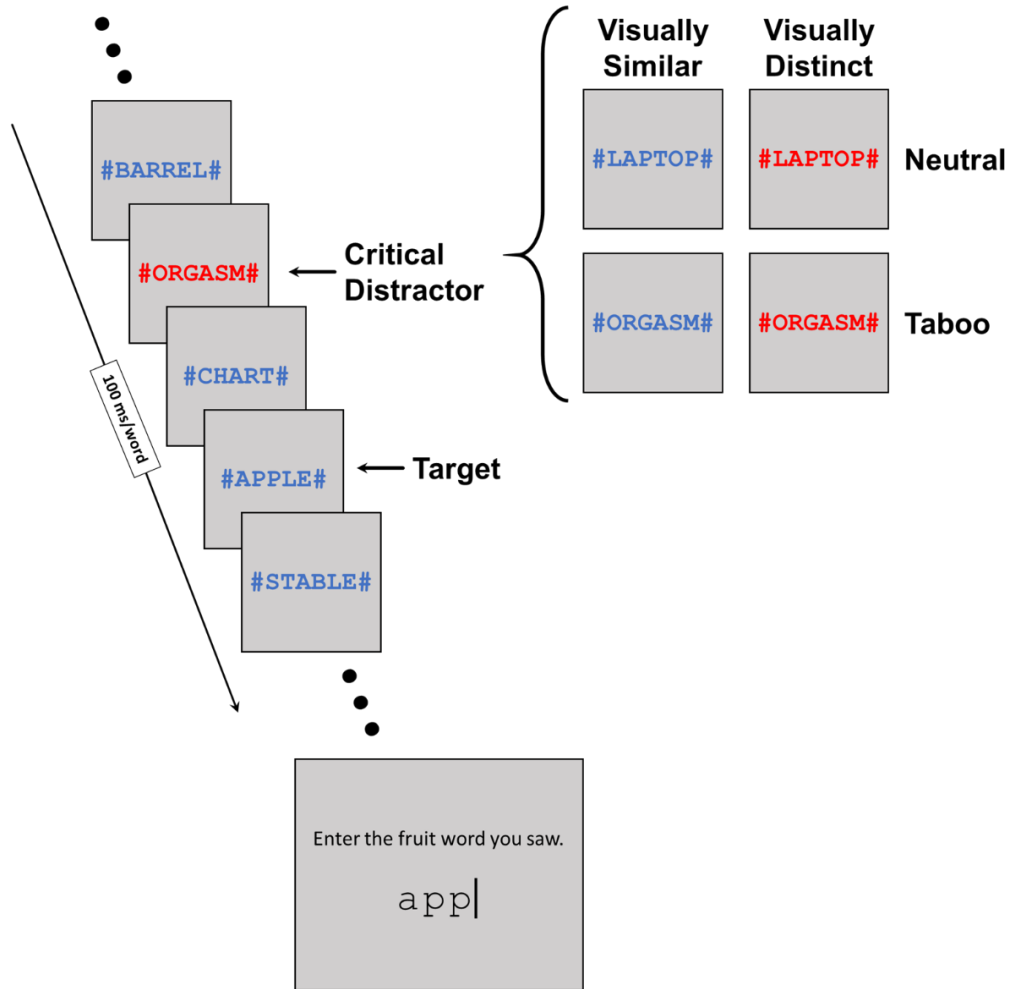 Visually
Similar
Visually
Distinct
#BARREL#
#LAPTOP#
#LAPTOP#
Neutral
#ORGASM#
Critical
Distractor
#ORGASM#
#ORGASM#
Taboo
#CHART#
100 ms/word
#APPLE#
Target
#STABLE#
Enter the fruit word you saw.
app